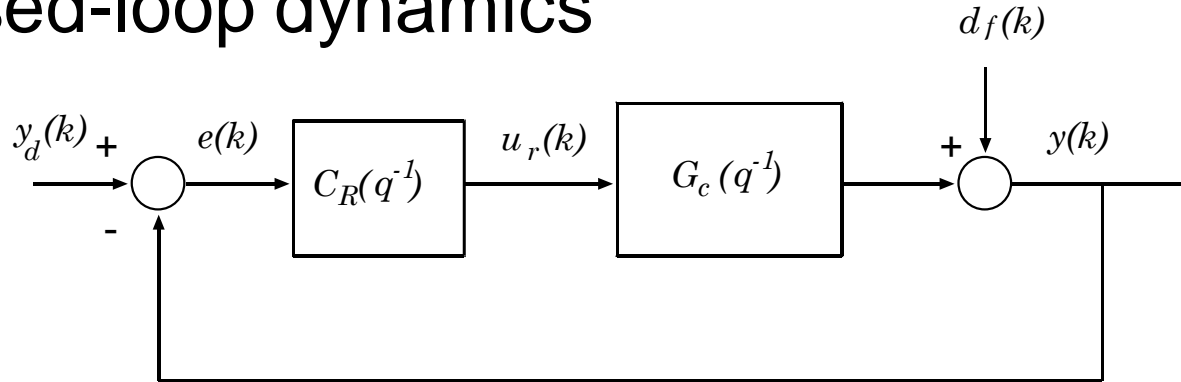 sed-loop dynamics
d_f(k)
y_d(k) + e(k) C_R(q^{-1}) u_r(k) G_c(q^{-1}) + y(k)
-